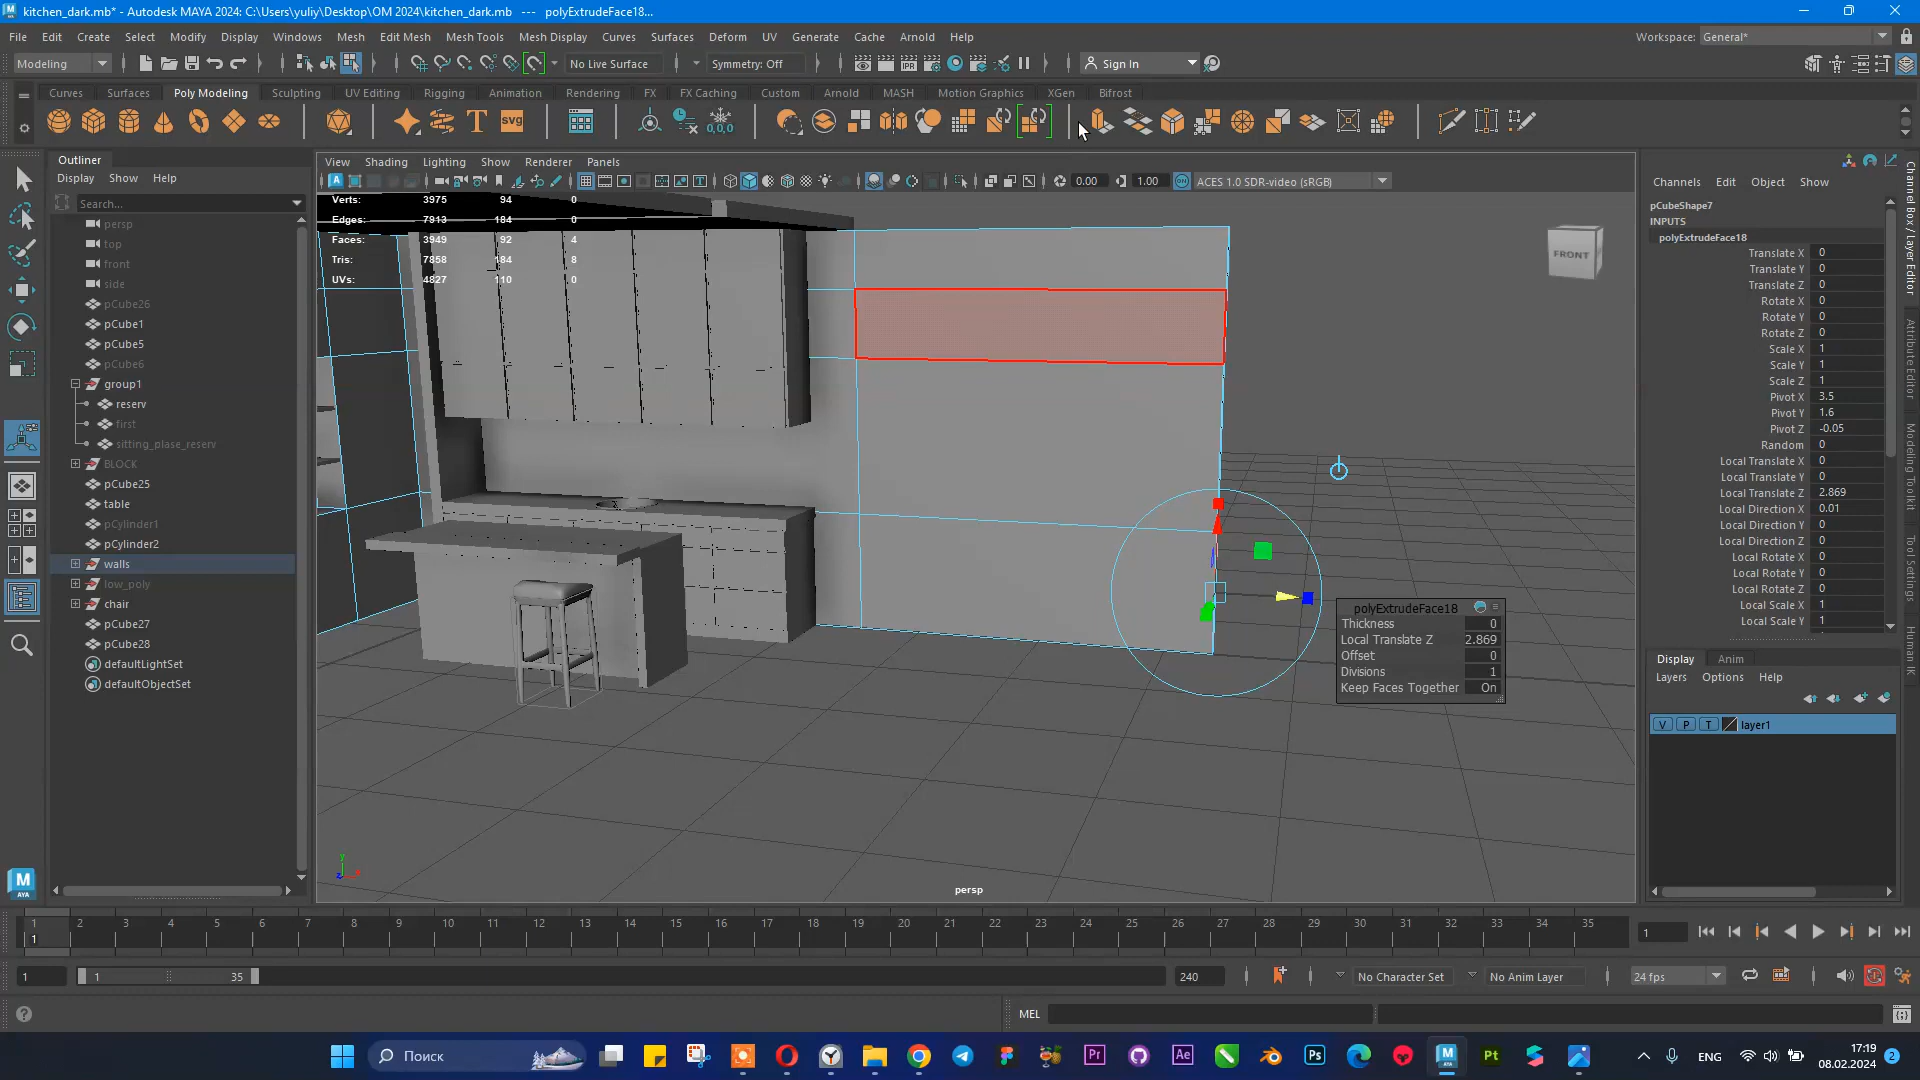 kitchen_dark.mb* - Autodesk MAYA 2024: C:\Users\yuliy\Desktop\OM 2024\kitchen_dark.mb --- polyExtrudeFace18...
File Edit Create Select Modify Display Windows Mesh Edit Mesh Mesh Tools Mesh Display Curves Surfaces Deform UV Generate Cache Arnold Help Workspace: General*
Modeling No Live Surface Symmetry: Off Sign In
Curves Surfaces Poly Modeling Sculpting UV Editing Rigging Animation Rendering FX FX Caching Custom Arnold MASH Motion Graphics XGen Bifrost
Outliner
Display Show Help
Search...
persp
top
front
side
pCube26
pCube1
pCube5
pCube6
group1
reserv
first
sitting_plase_reserv
BLOCK
pCube25
table
pCylinder1
pCylinder2
walls
low_poly
chair
pCube27
pCube28
defaultLightSet
defaultObjectSet
View Shading Lighting Show Renderer Panels
0.00 1.00 ACES 1.0 SDR-video (sRGB)
Verts: 3975 94 0
Edges: 7913 184 0
Faces: 3949 92 4
Tris: 7858 184 8
UVs: 4827 110 0
FRONT
polyExtrudeFace18
Thickness 0
Local Translate Z 2.869
Offset 0
Divisions 1
Keep Faces Together On
persp
Channels Edit Object Show
pCubeShape7
INPUTS
polyExtrudeFace18
Translate X 0
Translate Y 0
Translate Z 0
Rotate X 0
Rotate Y 0
Rotate Z 0
Scale X 1
Scale Y 1
Scale Z 1
Pivot X 3.5
Pivot Y 1.6
Pivot Z -0.05
Random 0
Local Translate X 0
Local Translate Y 0
Local Translate Z 2.869
Local Direction X 0.01
Local Direction Y 0
Local Direction Z 0
Local Rotate X 0
Local Rotate Y 0
Local Rotate Z 0
Local Scale X 1
Local Scale Y 1
Display Anim
Layers Options Help
V P T layer1
Channel Box / Layer Editor
Attribute Editor
Modeling Toolkit
Tool Settings
Human IK
1 2 3 4 5 6 7 8 9 10 11 12 13 14 15 16 17 18 19 20 21 22 23 24 25 26 27 28 29 30 31 32 33 34 35
1 1
1 1 35 240 No Character Set No Anim Layer 24 fps
MEL
Поиск
ENG 17:19
08.02.2024